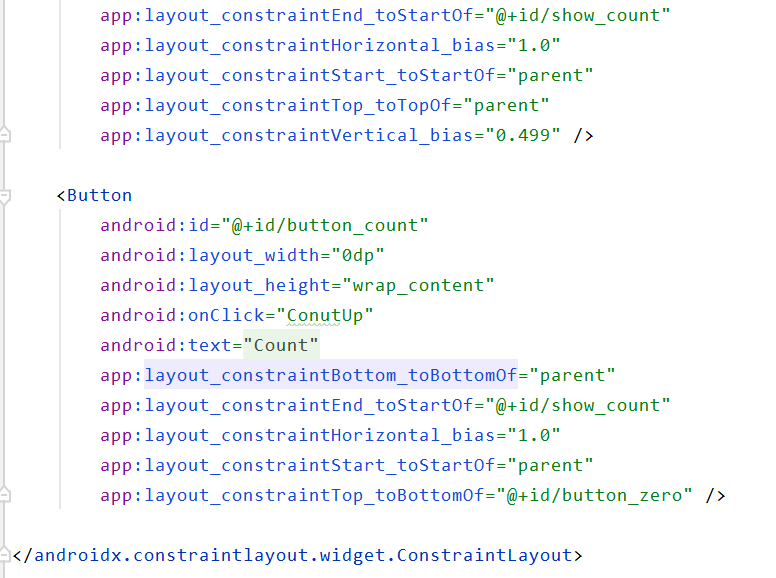 app:layout_constraintEnd_toStartOf="@+id/show_count"
app:layout_constraintHorizontal_bias="1.0"
app:layout_constraintStart_toStartOf="parent"
app:layout_constraintTop_toTopOf="parent"
app:layout_constraintVertical_bias="0.499" />
<Button
android:id="@+id/button_count"
android:layout_width="0dp"
android:layout_height="wrap_content"
android:onClick="ConutUp"
android:text="Count"
app:layout_constraintBottom_toBottomOf="parent"
app:layout_constraintEnd_toStartOf="@+id/show_count"
app:layout_constraintHorizontal_bias="1.0"
app:layout_constraintStart_toStartOf="parent"
app:layout_constraintTop_toBottomOf="@+id/button_zero" />
</androidx.constraintlayout.widget.ConstraintLayout>